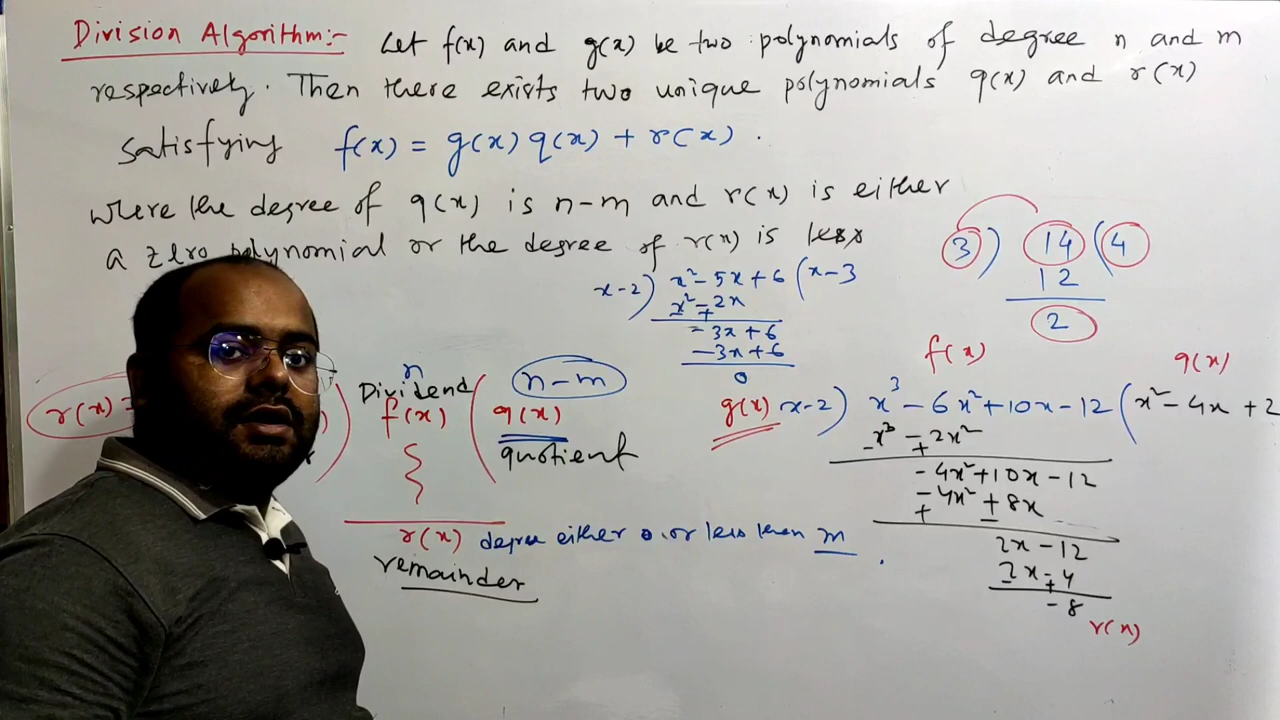 Division Algorithm:- Let f(x) and g(x) be two polynomials of degree n and m
respectively. Then there exists two unique polynomials q(x) and r(x)
satisfying f(x) = g(x) q(x) + r(x) .
where the degree of q(x) is n-m and r(x) is either
a zero polynomial or the degree of r(x) is less
3) 14 (4
12
2
x-2) x²-5x+6 (x-3
x²-2x
+
-3x+6
-3x+6
0
n
Dividend
n-m
r(x)
) f(x) ( q(x)
quotient
r(x) degree either 0 or less than m .
remainder
f(x) q(x)
g(x) x-2) x³-6x²+10x-12 (x²-4x+2
x³-2x²
- +
-4x²+10x-12
-4x²+8x
+ -
2x-12
2x-4
- +
-8
r(x)